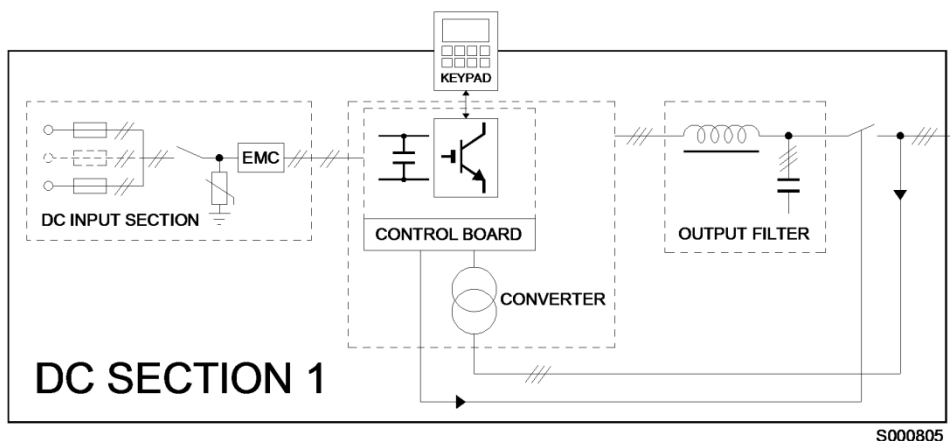 KEYPAD
EMC
DC INPUT SECTION
CONTROL BOARD
OUTPUT FILTER
CONVERTER
DC SECTION 1
S000805